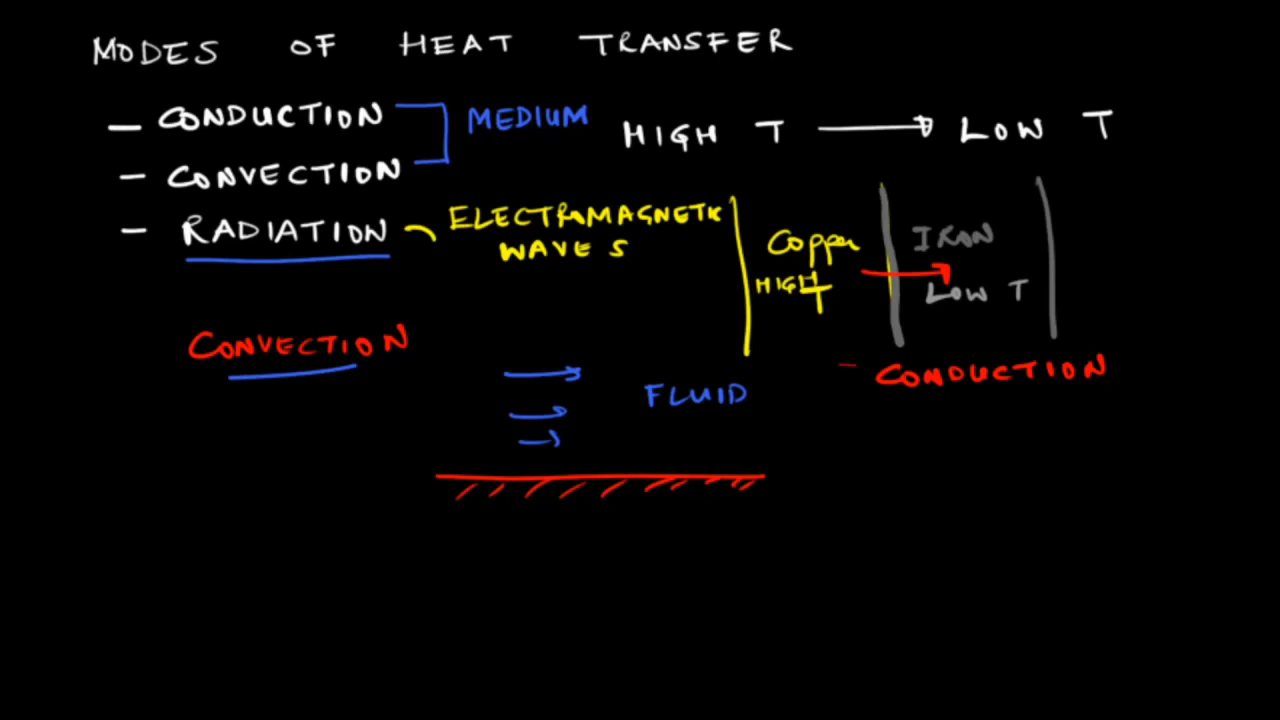 MODES OF HEAT TRANSFER
— CONDUCTION
MEDIUM
HIGH T → LOW T
— CONVECTION
— RADIATION
ELECTROMAGNETIC
WAVES
Copper
HIGH T
IRON
LOW T
— CONDUCTION
CONVECTION
FLUID